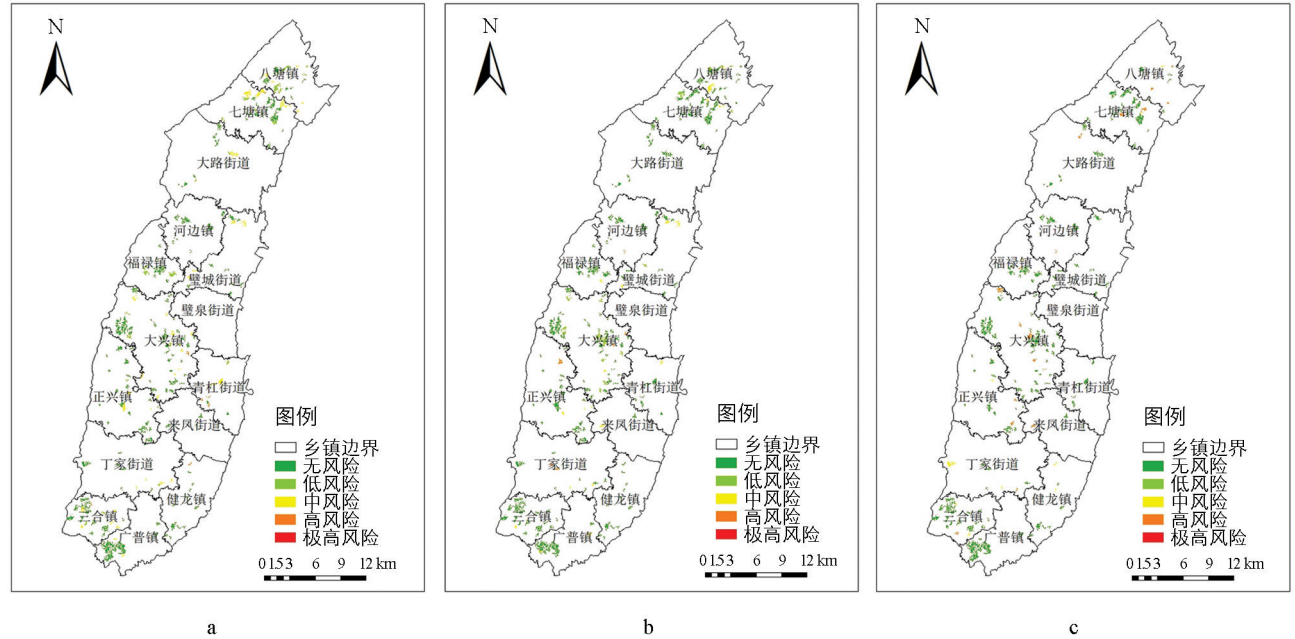 N
八塘镇
七塘镇
大路街道
河边镇
福禄镇
璧城街道
璧泉街道
大兴镇
青杠街道
正兴镇
来凤街道
丁家街道
健龙镇
三合镇
普镇
图例
乡镇边界
无风险
低风险
中风险
高风险
极高风险
0 1.5 3 6 9 12 km
a
N
八塘镇
七塘镇
大路街道
河边镇
福禄镇
璧城街道
璧泉街道
大兴镇
青杠街道
正兴镇
来凤街道
丁家街道
健龙镇
三合镇
普镇
图例
乡镇边界
无风险
低风险
中风险
高风险
极高风险
0 1.5 3 6 9 12 km
b
N
八塘镇
七塘镇
大路街道
河边镇
福禄镇
璧城街道
璧泉街道
大兴镇
青杠街道
正兴镇
来凤街道
丁家街道
健龙镇
三合镇
普镇
图例
乡镇边界
无风险
低风险
中风险
高风险
极高风险
0 1.5 3 6 9 12 km
c